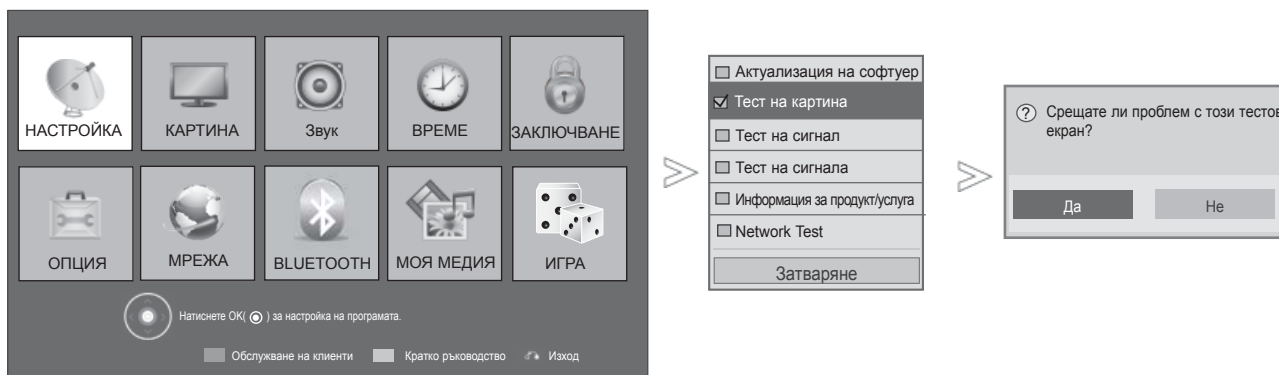 НАСТРОЙКА
КАРТИНА
Звук
ВРЕМЕ
ЗАКЛЮЧВАНЕ
ОПЦИЯ
МРЕЖА
BLUETOOTH
МОЯ МЕДИЯ
ИГРА
Натиснете OK( ) за настройка на програмата.
Обслужване на клиенти Кратко ръководство Изход
Актуализация на софтуер
Тест на картина
Тест на сигнал
Тест на сигнала
Информация за продукт/услуга
Network Test
Затваряне
? Срещате ли проблем с този тестов
екран?
Да Не